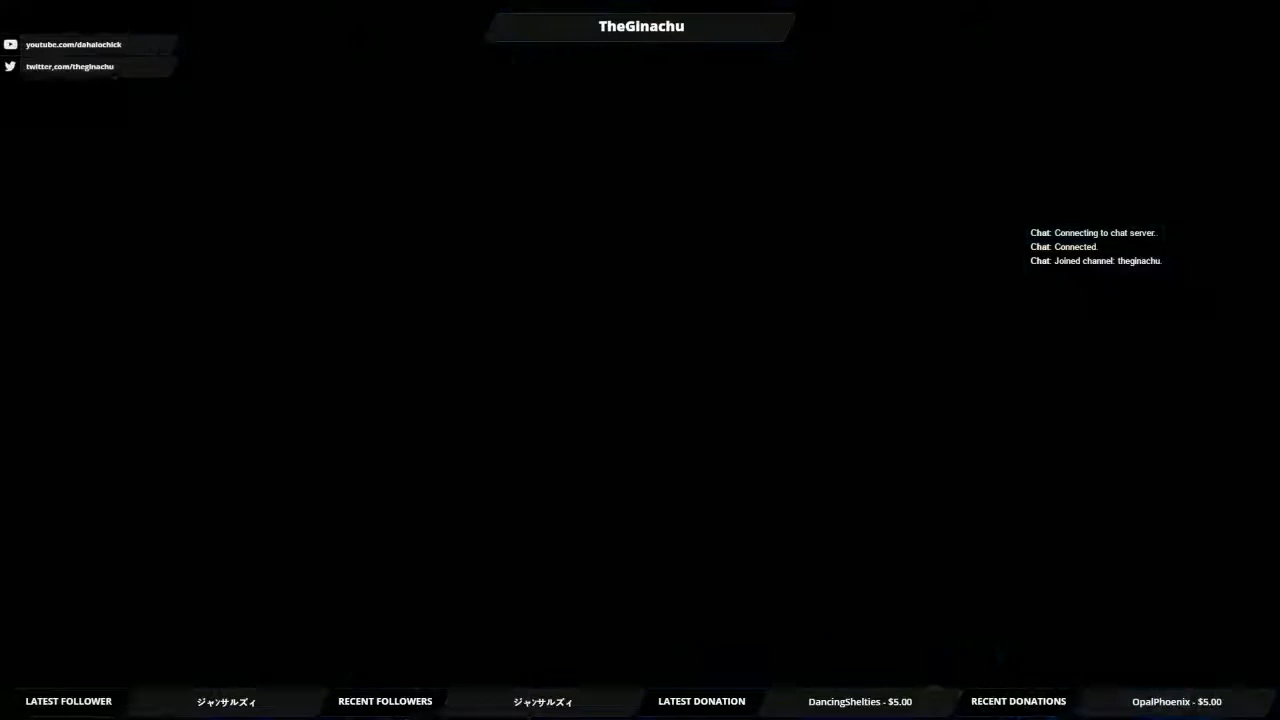 TheGinachu
youtube.com/dahalochick
twitter.com/theginachu
Chat: Connecting to chat server..
Chat: Connected.
Chat: Joined channel: theginachu.
LATEST FOLLOWER ジャンサルズィ RECENT FOLLOWERS ジャンサルズィ LATEST DONATION DancingShelties - $5.00 RECENT DONATIONS OpalPhoenix - $5.00